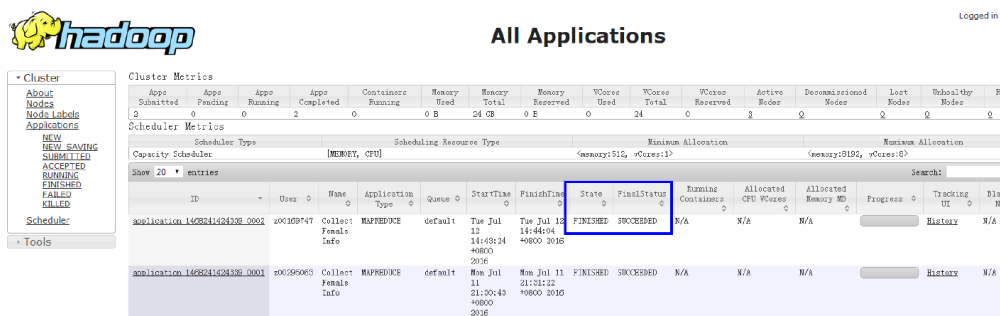 Logged in
hadoop
All Applications
Cluster
About
Nodes
Node Labels
Applications
NEW
NEW_SAVING
SUBMITTED
ACCEPTED
RUNNING
FINISHED
FAILED
KILLED
Scheduler
Tools
Cluster Metrics
Apps Submitted Apps Pending Apps Running Apps Completed Containers Running Memory Used Memory Total Memory Reserved VCores Used VCores Total VCores Reserved Active Nodes Decommissioned Nodes Lost Nodes Unhealthy Nodes R
2 0 0 2 0 0 B 24 GB 0 B 0 24 0 3 0 0 0 0
Scheduler Metrics
Scheduler Type Scheduling Resource Type Minimum Allocation Maximum Allocation
Capacity Scheduler [MEMORY, CPU] <memory:512, vCores:1> <memory:8192, vCores:8>
Show 20 entries Search:
ID User Name Application Type Queue StartTime FinishTime State FinalStatus Running Containers Allocated CPU VCores Allocated Memory MB Progress Tracking UI Bla N
application_1468241424339_0002 z00169747 Collect Female Info MAPREDUCE default Tue Jul 12 14:43:24 +0800 2016 Tue Jul 12 14:44:04 +0800 2016 FINISHED SUCCEEDED N/A N/A N/A History N/A
application_1468241424339_0001 z00295063 Collect Female Info MAPREDUCE default Mon Jul 11 21:30:43 +0800 2016 Mon Jul 11 21:31:22 +0800 2016 FINISHED SUCCEEDED N/A N/A N/A History N/A